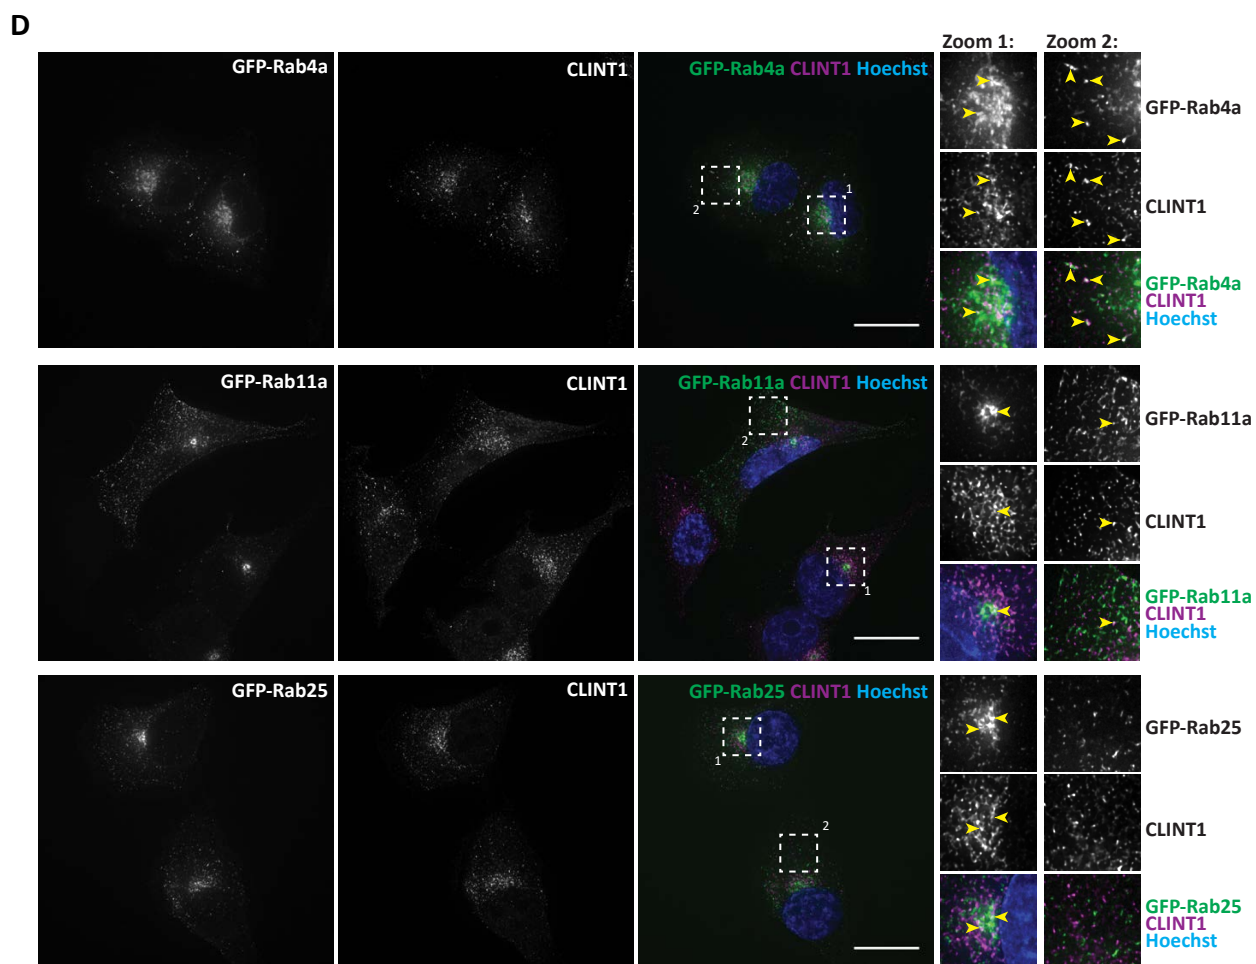 D
GFP-Rab4a
CLINT1
GFP-Rab4a CLINT1 Hoechst
Zoom 1:
Zoom 2:
1
2
GFP-Rab4a
CLINT1
GFP-Rab4a
CLINT1
Hoechst
GFP-Rab11a
CLINT1
GFP-Rab11a CLINT1 Hoechst
2
1
GFP-Rab11a
CLINT1
GFP-Rab11a
CLINT1
Hoechst
GFP-Rab25
CLINT1
GFP-Rab25 CLINT1 Hoechst
1
2
GFP-Rab25
CLINT1
GFP-Rab25
CLINT1
Hoechst